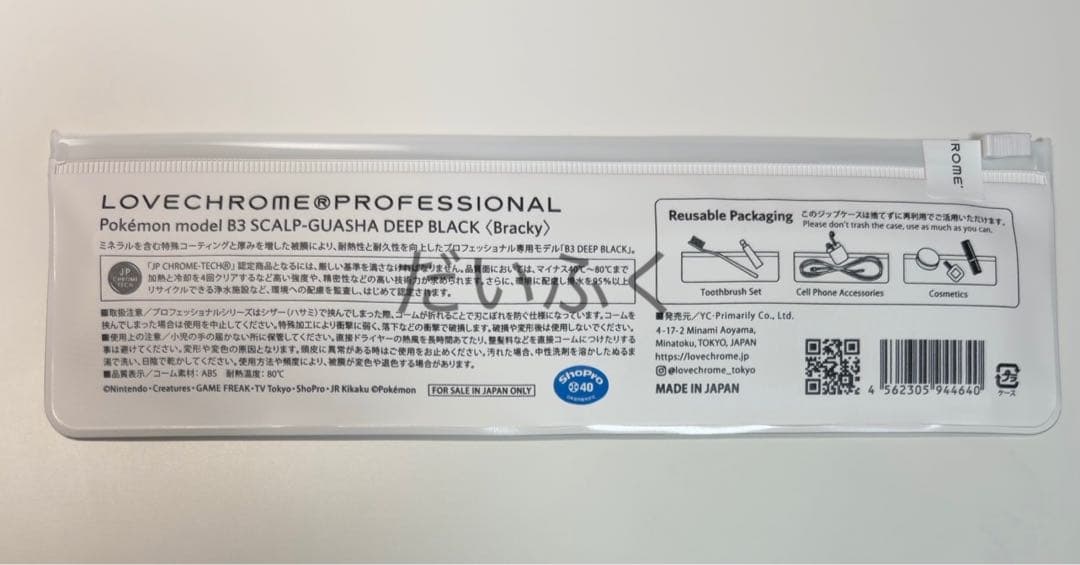 LOVECHROME®PROFESSIONAL
Pokémon model B3 SCALP-GUASHA DEEP BLACK〈Bracky〉
ミネラルを含む特殊コーティングと厚みを増した被膜により、耐熱性と耐久性を向上したプロフェッショナル専用モデル「B3 DEEP BLACK」。
JP
CHROME
TECH
「JP CHROME-TECH®」認定商品となるには、厳しい基準を満さなければなりません。品質面においては、マイナス40℃〜80℃まで
加熱と冷却を4回クリアするなど高い強度や、精密性などの高い技術力が求められます。さらに、環境に配慮し排水を95%以上
リサイクルできる浄水施設など、環境への配慮を監査し、はじめて認定されます。
■取扱注意／プロフェッショナルシリーズはシザー(ハサミ)で挟んでしまった際、コームが折れることで刃こぼれを防ぐ仕様になっています。コームを
挟んでしまった場合は使用を中止してください。特殊加工により衝撃に弱く、落下などの衝撃で破損します。破損や変形後は使用しないでください。
■使用上の注意／小児の手の届かない所に保管してください。直接ドライヤーの熱風を長時間あてたり、整髪料などを直接コームにつけたりする
事は避けてください。変形や変色の原因となります。頭皮に異常がある時はご使用をお止めください。汚れた場合、中性洗剤を溶かしたぬるま
湯で洗い、日陰で乾かしてください。使用方法や頻度により、被膜が変色や退色する場合があります。
■品質表示／コーム素材：ABS 耐熱温度：80℃
©Nintendo・Creatures・GAME FREAK・TV Tokyo・ShoPro・JR Kikaku ©Pokémon
FOR SALE IN JAPAN ONLY
ShoPro
40
だいふく
HROME®
Reusable Packaging
このジップケースは捨てずに再利用でご活用いただけます。
Please don't trash the case, use as much as you can.
Toothbrush Set
Cell Phone Accessories
Cosmetics
■発売元／YC・Primarily Co., Ltd.
4-17-2 Minami Aoyama,
Minatoku, TOKYO, JAPAN
https://lovechrome.jp
@lovechrome_tokyo
MADE IN JAPAN
4 562305 944640
プラ
ケース